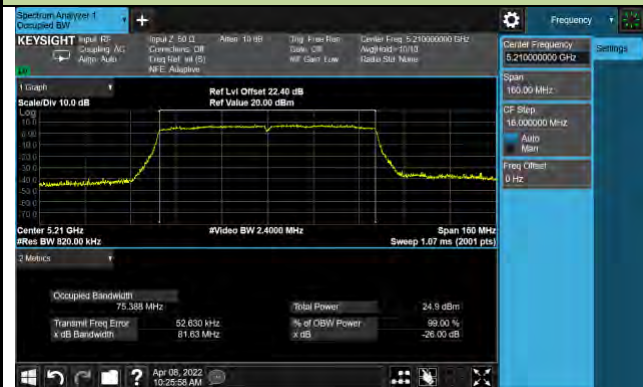 Spectrum Analyzer 1
Occupied BW
Frequency
KEYSIGHT
Input: RF
Coupling: AC
Align: Auto
Input Z: 50 Ω
Corrections: Off
Freq Ref: Int (S)
NFE: Adaptive
Atten: 10 dB
Trig: Free Run
Gate: Off
#IF Gain: Low
Center Freq: 5.210000000 GHz
Avg|Hold:>10/10
Radio Std: None
Center Frequency
5.210000000 GHz
Settings
Span
160.00 MHz
CF Step
16.000000 MHz
Auto
Man
Freq Offset
0 Hz
1 Graph
Scale/Div 10.0 dB
Ref Lvl Offset 22.40 dB
Ref Value 20.00 dBm
Log
Center 5.21 GHz
#Res BW 820.00 kHz
#Video BW 2.4000 MHz
Span 160 MHz
Sweep 1.07 ms (2001 pts)
2 Metrics
Occupied Bandwidth
75.388 MHz
Total Power
24.9 dBm
Transmit Freq Error
52.630 kHz
% of OBW Power
99.00 %
x dB Bandwidth
81.63 MHz
x dB
-26.00 dB
Apr 08, 2022
10:25:58 AM